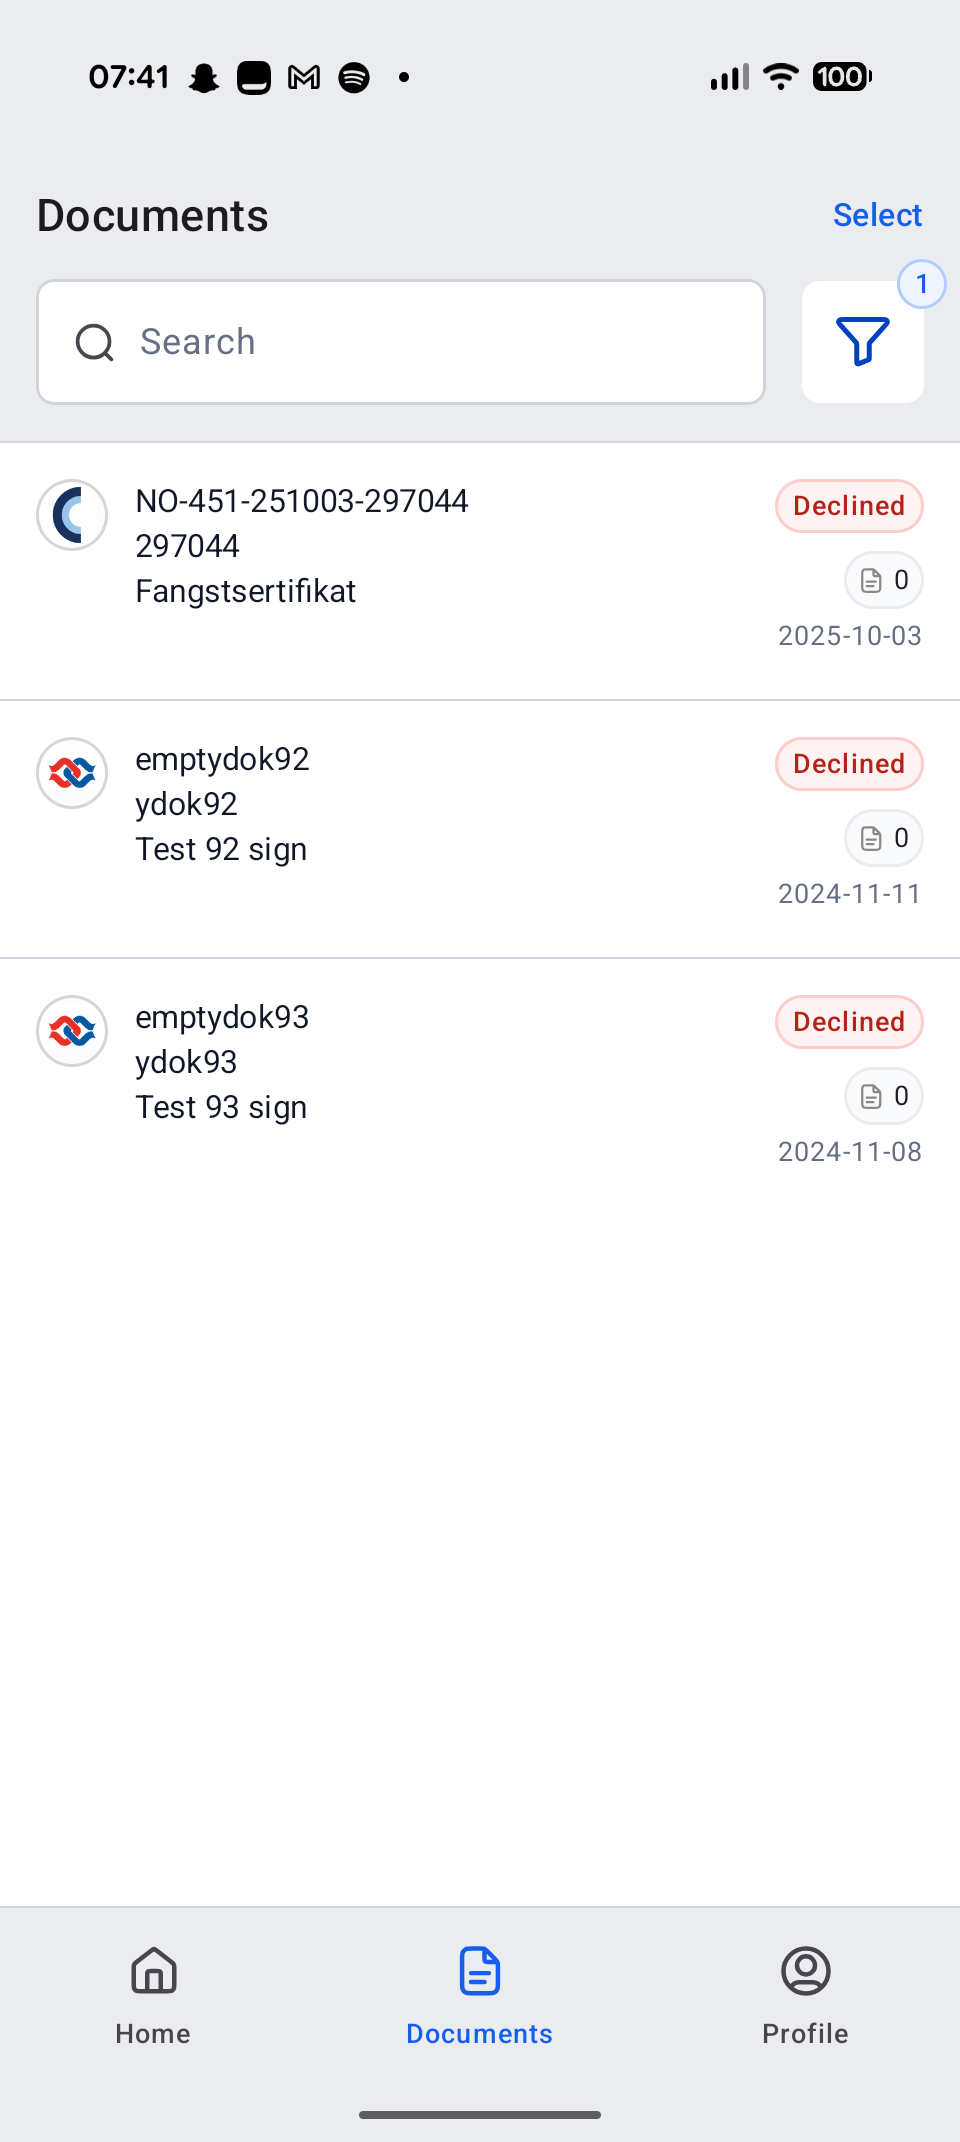 07:41
100
Documents
Select
Search
1
NO-451-251003-297044
297044
Fangstsertifikat
Declined
0
2025-10-03
emptydok92
ydok92
Test 92 sign
Declined
0
2024-11-11
emptydok93
ydok93
Test 93 sign
Declined
0
2024-11-08
Home
Documents
Profile